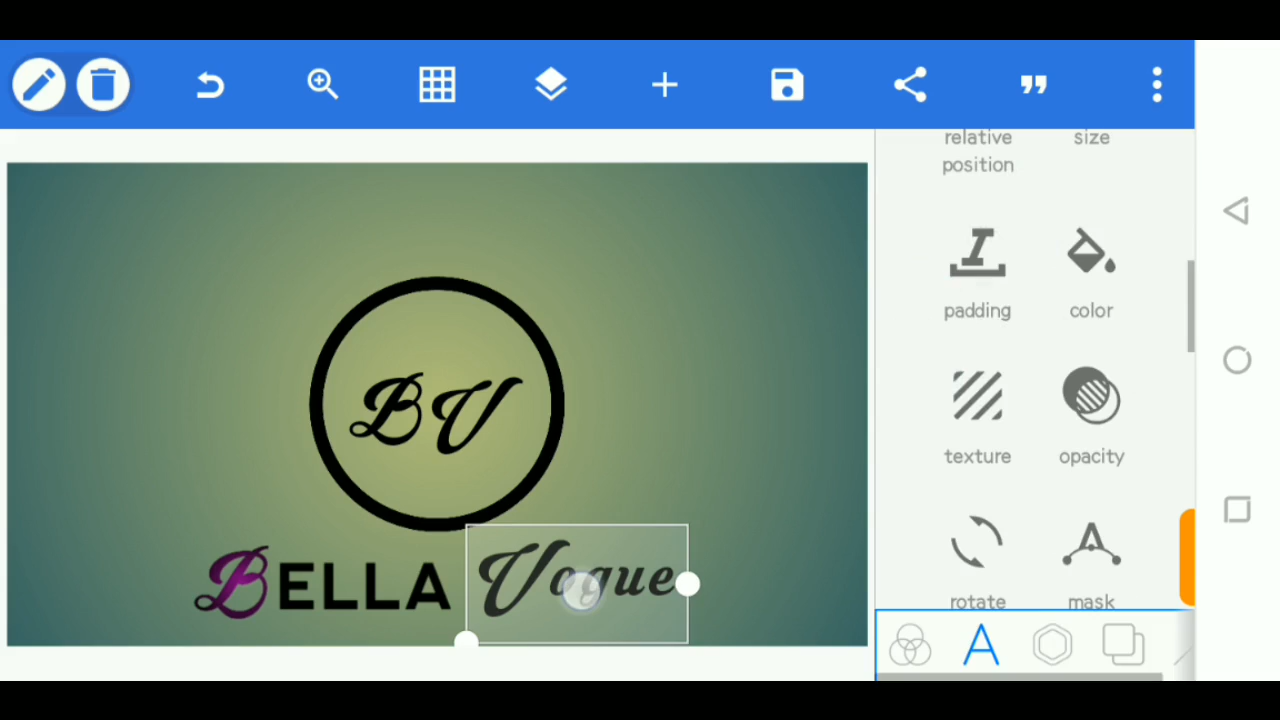 relative position
size
padding
color
texture
opacity
rotate
mask
BV
BELLA Vogue